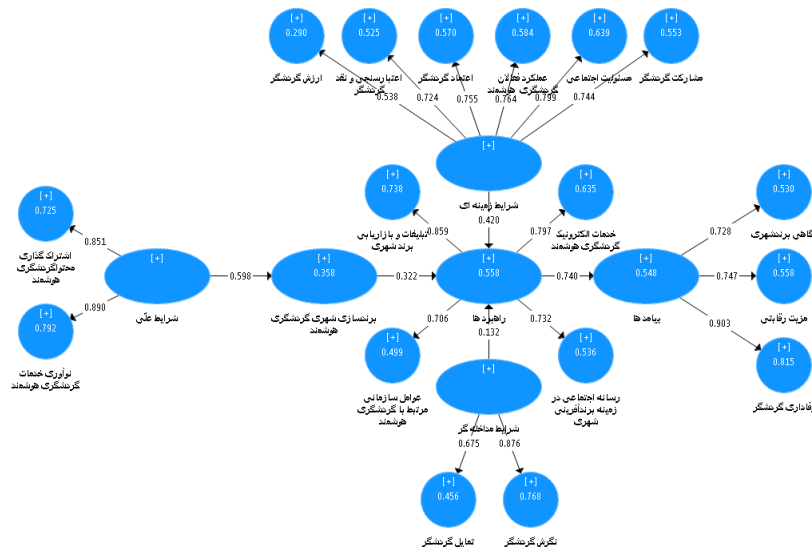 [+] [+] [+] [+] [+] [+]
0.290 0.525 0.570 0.584 0.639 0.553
ارزش گردشگر
اعتبارسنجی و نقد
گردشگر
اعتماد گردشگر
عملکرد فعالان
گردشگری هوشمند
مسئولیت اجتماعی
مشارکت گردشگر
0.538 0.724 0.755 0.764 0.799 0.744
[+]
شرایط زمینه ای
0.420
[+]
0.738
تبلیغات و بازاریابی
برند شهری
0.859
[+]
0.635
خدمات الکترونیک
گردشگری هوشمند
0.797
[+]
0.530
آگاهی برندشهری
0.728
[+]
0.725
اشتراک گذاری
محتواگردشگری
هوشمند
0.851
[+]
شرایط علّی
0.598
[+]
0.358
برندسازی شهری گردشگری
هوشمند
0.322
[+]
0.558
راهبردها
0.740
[+]
0.548
پیامدها
0.747
[+]
0.558
مزیت رقابتی
0.890
[+]
0.792
نوآوری خدمات
گردشگری هوشمند
0.706
[+]
0.499
عوامل سازمانی
مرتبط با گردشگری
هوشمند
0.132
0.732
[+]
0.536
رسانه اجتماعی در
زمینه برندآفرینی
شهری
0.903
[+]
0.815
وفاداری گردشگر
[+]
شرایط مداخله گر
0.675 0.876
[+] [+]
0.456 0.768
تمایل گردشگر
نگرش گردشگر